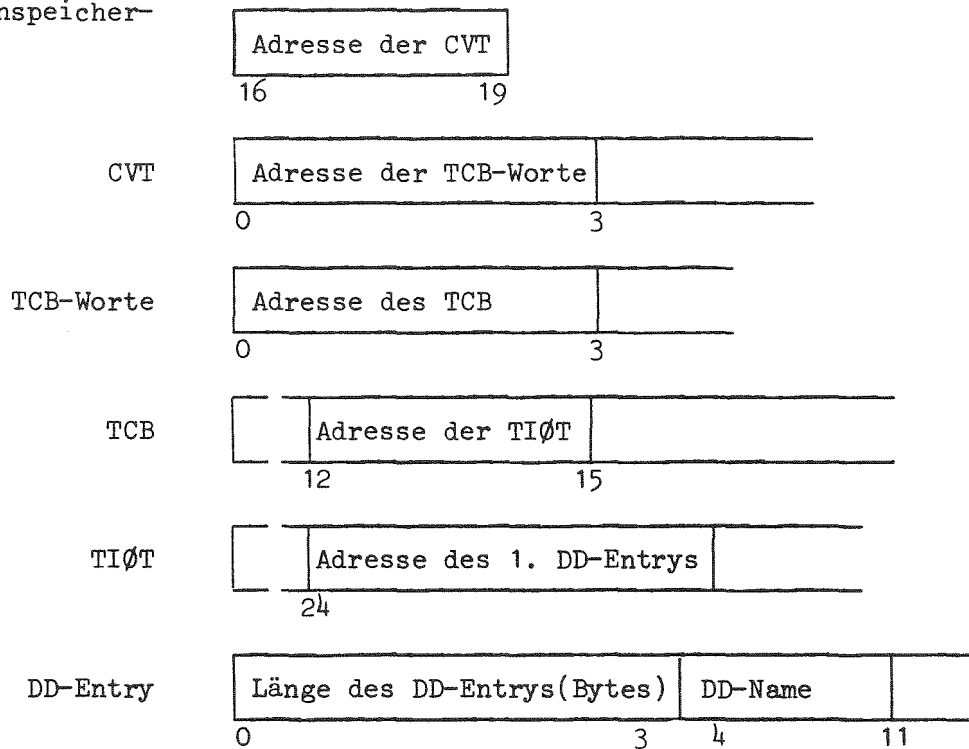 nspeicher-
Adresse der CVT
16 19
CVT Adresse der TCB-Worte
0 3
TCB-Worte Adresse des TCB
0 3
TCB Adresse der TIØT
12 15
TIØT Adresse des 1. DD-Entrys
24
DD-Entry Länge des DD-Entrys(Bytes) DD-Name
0 3 4 11